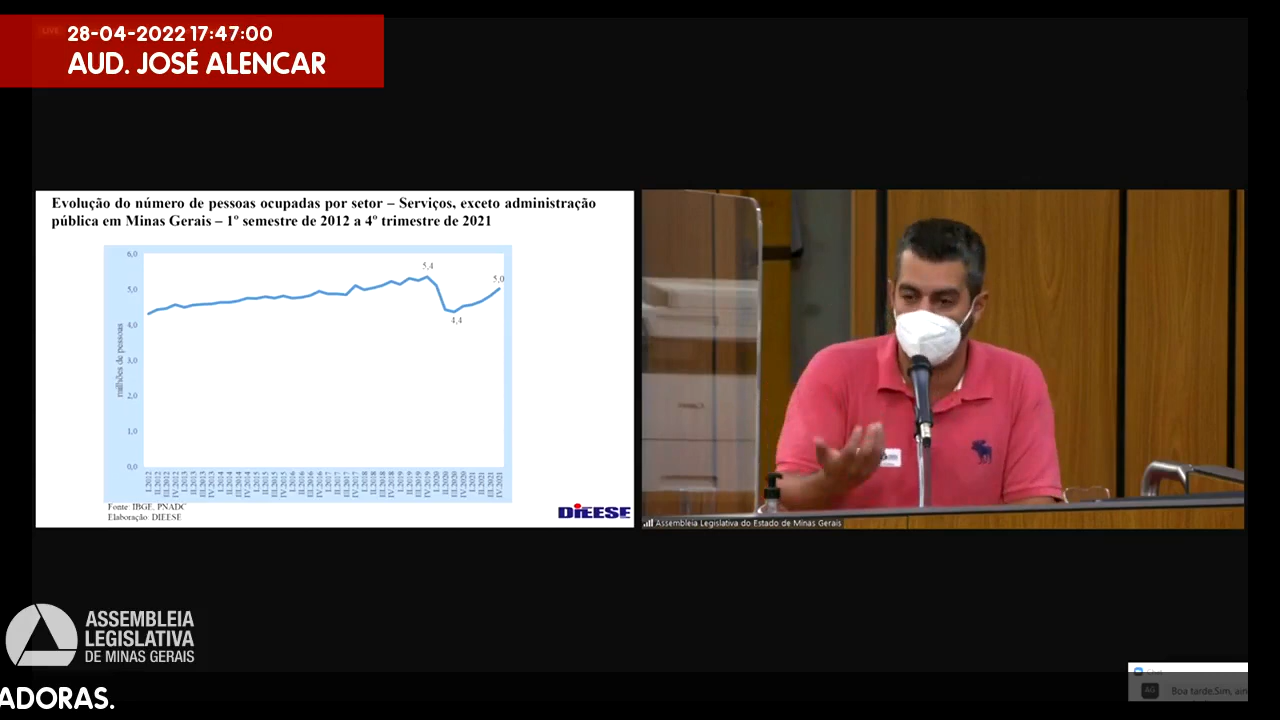 28-04-2022 17:47:00
AUD. JOSÉ ALENCAR
Evolução do número de pessoas ocupadas por setor – Serviços, exceto administração
pública em Minas Gerais – 1º semestre de 2012 a 4º trimestre de 2021
6,0
5,0
4,0
3,0
2,0
1,0
0,0
milhões de pessoas
5,4
4,4
5,0
I.2012
Fonte: IBGE. PNADC
Elaboração: DIEESE
DIEESE
Assembleia Legislativa do Estado de Minas Gerais
ASSEMBLEIA
LEGISLATIVA
DE MINAS GERAIS
ADORAS.
Chat
AG
Boa tarde.Sim, ain